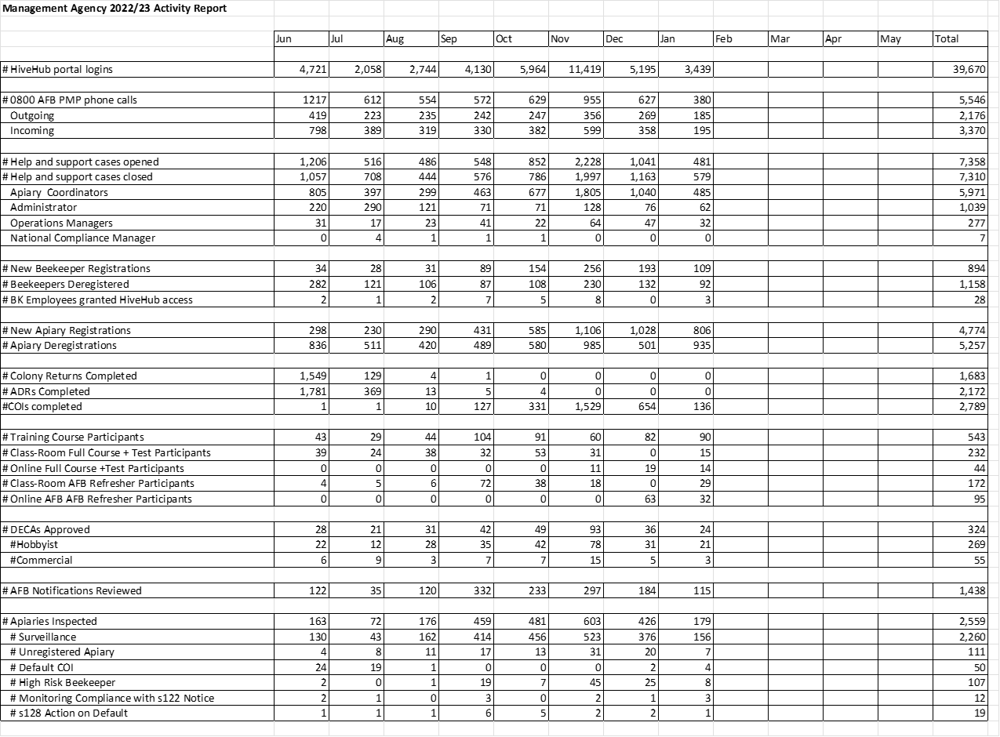 Management Agency 2022/23 Activity Report
Jun Jul Aug Sep Oct Nov Dec Jan Feb Mar Apr May Total
# HiveHub portal logins 4,721 2,058 2,744 4,130 5,964 11,419 5,195 3,439 39,670
# 0800 AFB PMP phone calls 1217 612 554 572 629 955 627 380 5,546
Outgoing 419 223 235 242 247 356 269 185 2,176
Incoming 798 389 319 330 382 599 358 195 3,370
# Help and support cases opened 1,206 516 486 548 852 2,228 1,041 481 7,358
# Help and support cases closed 1,057 708 444 576 786 1,997 1,163 579 7,310
Apiary Coordinators 805 397 299 463 677 1,805 1,040 485 5,971
Administrator 220 290 121 71 71 128 76 62 1,039
Operations Managers 31 17 23 41 22 64 47 32 277
National Compliance Manager 0 4 1 1 1 0 0 0 7
# New Beekeeper Registrations 34 28 31 89 154 256 193 109 894
# Beekeepers Deregistered 282 121 106 87 108 230 132 92 1,158
# BK Employees granted HiveHub access 2 1 2 7 5 8 0 3 28
# New Apiary Registrations 298 230 290 431 585 1,106 1,028 806 4,774
# Apiary Deregistrations 836 511 420 489 580 985 501 935 5,257
# Colony Returns Completed 1,549 129 4 1 0 0 0 0 1,683
# ADRs Completed 1,781 369 13 5 4 0 0 0 2,172
#COIs completed 1 1 10 127 331 1,529 654 136 2,789
# Training Course Participants 43 29 44 104 91 60 82 90 543
# Class-Room Full Course + Test Participants 39 24 38 32 53 31 0 15 232
# Online Full Course +Test Participants 0 0 0 0 0 11 19 14 44
# Class-Room AFB Refresher Participants 4 5 6 72 38 18 0 29 172
# Online AFB AFB Refresher Participants 0 0 0 0 0 0 63 32 95
# DECAs Approved 28 21 31 42 49 93 36 24 324
#Hobbyist 22 12 28 35 42 78 31 21 269
#Commercial 6 9 3 7 7 15 5 3 55
# AFB Notifications Reviewed 122 35 120 332 233 297 184 115 1,438
# Apiaries Inspected 163 72 176 459 481 603 426 179 2,559
# Surveillance 130 43 162 414 456 523 376 156 2,260
# Unregistered Apiary 4 8 11 17 13 31 20 7 111
# Default COI 24 19 1 0 0 0 2 4 50
# High Risk Beekeeper 2 0 1 19 7 45 25 8 107
# Monitoring Compliance with s122 Notice 2 1 0 3 0 2 1 3 12
# s128 Action on Default 1 1 1 6 5 2 2 1 19